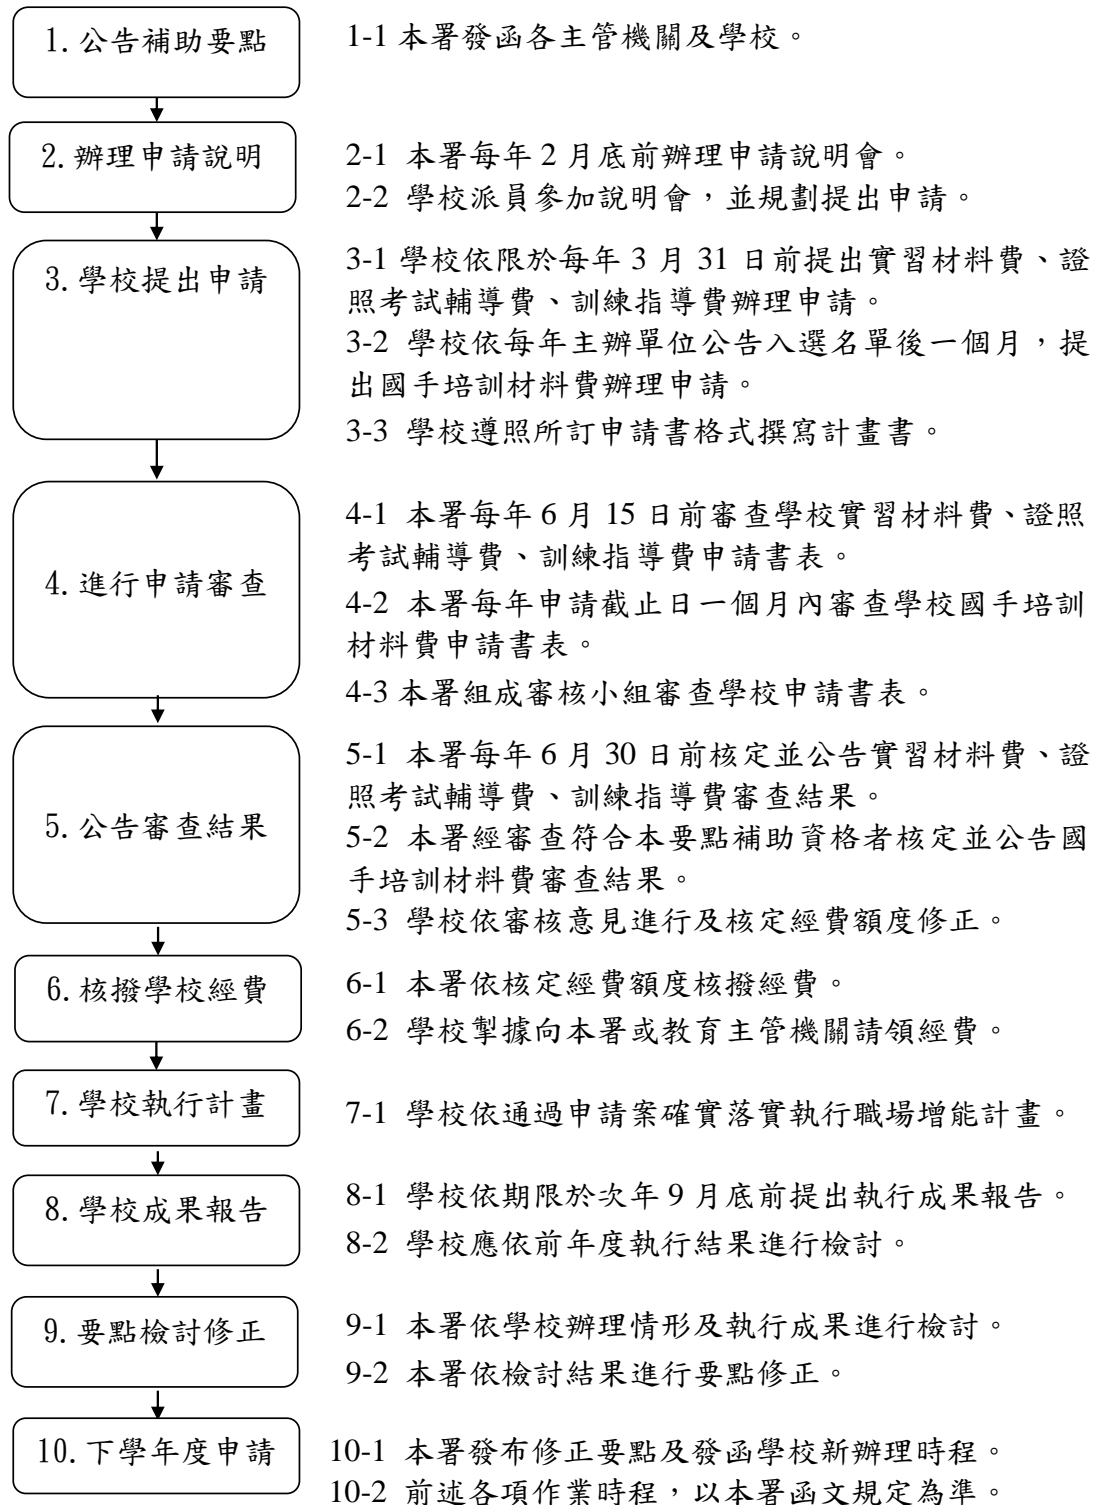 1.公告補助要點
1-1 本署發函各主管機關及學校。
2.辦理申請說明
2-1 本署每年 2 月底前辦理申請說明會。
2-2 學校派員參加說明會，並規劃提出申請。
3.學校提出申請
3-1 學校依限於每年 3 月 31 日前提出實習材料費、證
照考試輔導費、訓練指導費辦理申請。
3-2 學校依每年主辦單位公告入選名單後一個月，提
出國手培訓材料費辦理申請。
3-3 學校遵照所訂申請書格式撰寫計畫書。
4.進行申請審查
4-1 本署每年 6 月 15 日前審查學校實習材料費、證照
考試輔導費、訓練指導費申請書表。
4-2 本署每年申請截止日一個月內審查學校國手培訓
材料費申請書表。
4-3 本署組成審核小組審查學校申請書表。
5.公告審查結果
5-1 本署每年 6 月 30 日前核定並公告實習材料費、證
照考試輔導費、訓練指導費審查結果。
5-2 本署經審查符合本要點補助資格者核定並公告國
手培訓材料費審查結果。
5-3 學校依審核意見進行及核定經費額度修正。
6.核撥學校經費
6-1 本署依核定經費額度核撥經費。
6-2 學校掣據向本署或教育主管機關請領經費。
7.學校執行計畫
7-1 學校依通過申請案確實落實執行職場增能計畫。
8.學校成果報告
8-1 學校依期限於次年 9 月底前提出執行成果報告。
8-2 學校應依前年度執行結果進行檢討。
9.要點檢討修正
9-1 本署依學校辦理情形及執行成果進行檢討。
9-2 本署依檢討結果進行要點修正。
10.下學年度申請
10-1 本署發布修正要點及發函學校新辦理時程。
10-2 前述各項作業時程，以本署函文規定為準。